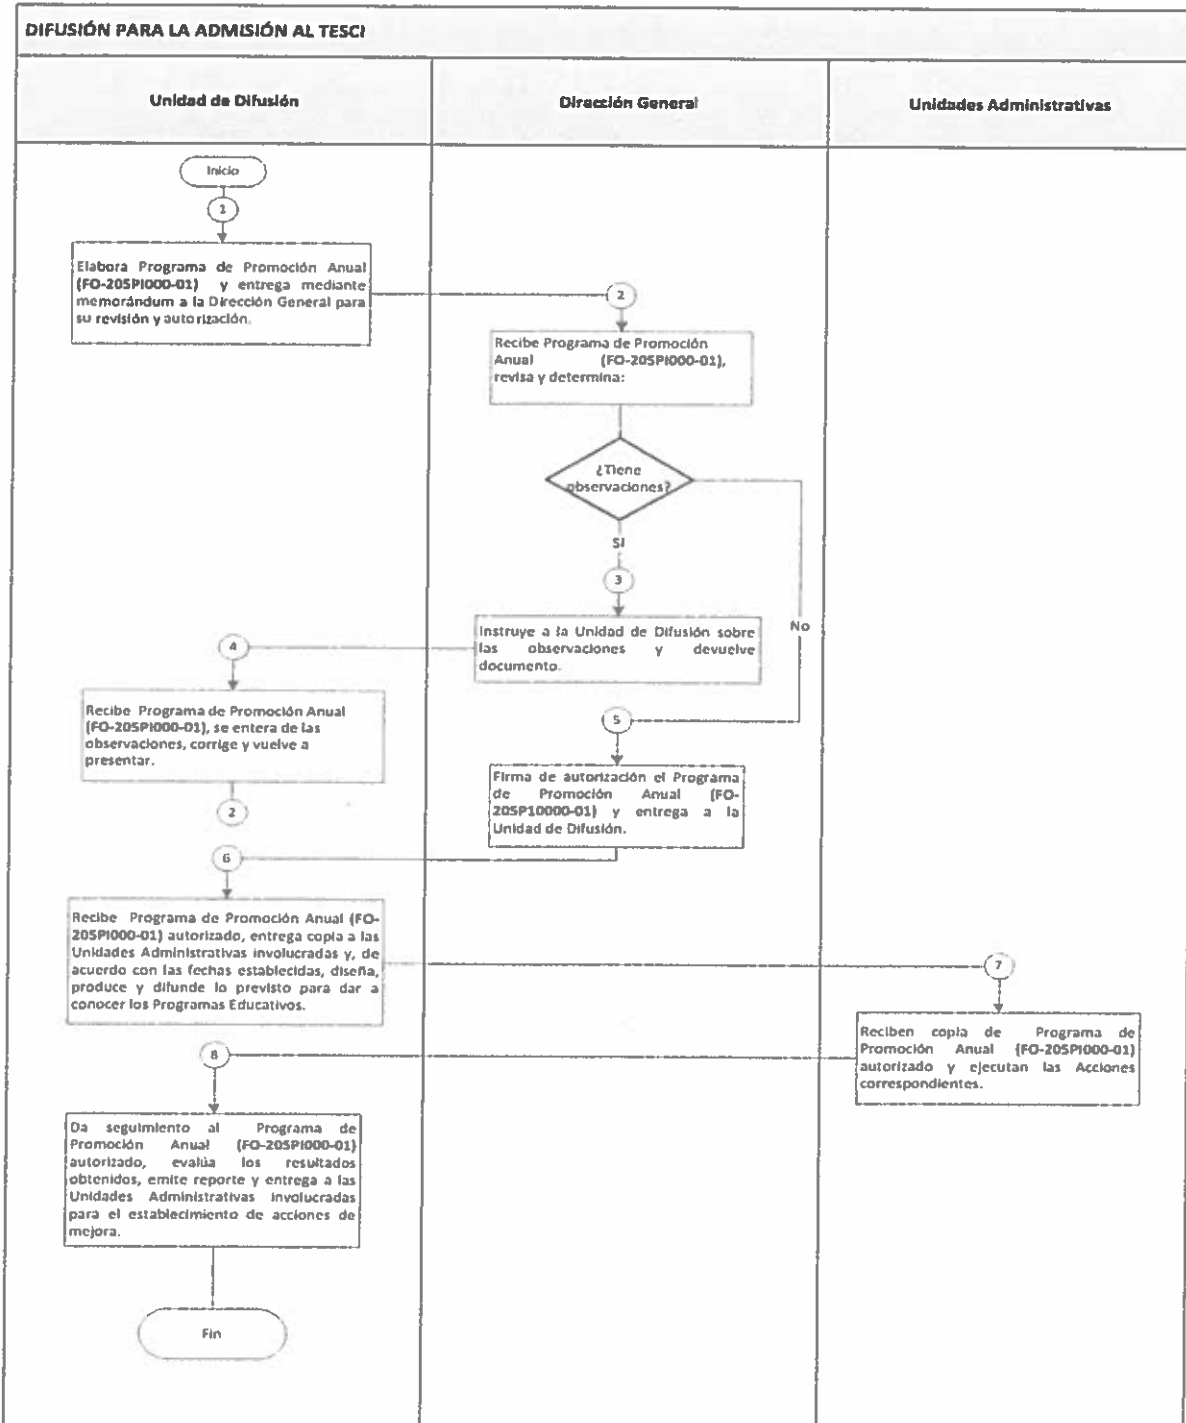 DIFUSIÓN PARA LA ADMISIÓN AL TESCI
Unidad de Difusión
Dirección General
Unidades Administrativas
Inicio
1
Elabora Programa de Promoción Anual
(FO-205PI000-01) y entrega mediante
memorándum a la Dirección General para
su revisión y autorización.
2
Recibe Programa de Promoción
Anual (FO-205PI000-01),
revisa y determina:
¿Tiene
observaciones?
SI
No
3
Instruye a la Unidad de Difusión sobre
las observaciones y devuelve
documento.
4
Recibe Programa de Promoción Anual
(FO-205PI000-01), se entera de las
observaciones, corrige y vuelve a
presentar.
2
5
Firma de autorización el Programa
de Promoción Anual (FO-
205P10000-01) y entrega a la
Unidad de Difusión.
6
Recibe Programa de Promoción Anual (FO-
205PI000-01) autorizado, entrega copia a las
Unidades Administrativas involucradas y, de
acuerdo con las fechas establecidas, diseña,
produce y difunde lo previsto para dar a
conocer los Programas Educativos.
7
Reciben copia de Programa de
Promoción Anual (FO-205PI000-01)
autorizado y ejecutan las Acciones
correspondientes.
8
Da seguimiento al Programa de
Promoción Anual (FO-205PI000-01)
autorizado, evalúa los resultados
obtenidos, emite reporte y entrega a las
Unidades Administrativas involucradas
para el establecimiento de acciones de
mejora.
Fin